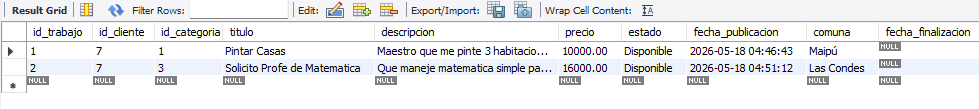 Result Grid Filter Rows: Edit: Export/Import: Wrap Cell Content: IA
id_trabajo id_cliente id_categoria titulo descripcion precio estado fecha_publicacion comuna fecha_finalizacion
1 7 1 Pintar Casas Maestro que me pinte 3 habitacio... 10000.00 Disponible 2026-05-18 04:46:43 Maipú NULL
2 7 3 Solicito Profe de Matematica Que maneje matematica simple pa... 16000.00 Disponible 2026-05-18 04:51:12 Las Condes NULL
NULL NULL NULL NULL NULL NULL NULL NULL NULL NULL